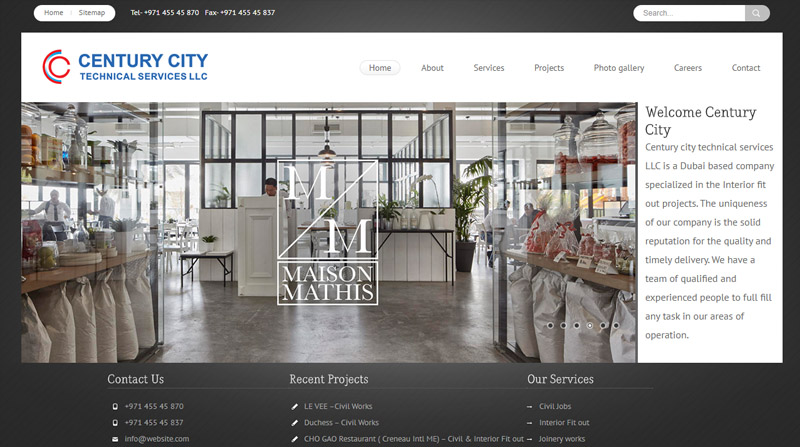 Home Sitemap Tel- +971 455 45 870 Fax- +971 455 45 837 Search...
CENTURY CITY
TECHNICAL SERVICES LLC
Home About Services Projects Photo gallery Careers Contact
M
M
MAISON
MATHIS
Welcome Century
City
Century city technical services
LLC is a Dubai based company
specialized in the Interior fit
out projects. The uniqueness
of our company is the solid
reputation for the quality and
timely delivery. We have a
team of qualified and
experienced people to full fill
any task in our areas of
operation.
Contact Us
+971 455 45 870
+971 455 45 837
info@website.com
Recent Projects
LE VEE –Civil Works
Duchess – Civil Works
CHO GAO Restaurant ( Creneau Intl ME) – Civil & Interior Fit out
Our Services
Civil Jobs
Interior Fit out
Joinery works